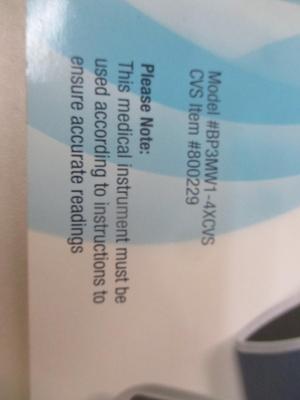 Model #BP3MW1-4XCVS
CVS Item #800229
Please Note:
This medical instrument must be
used according to instructions to
ensure accurate readings